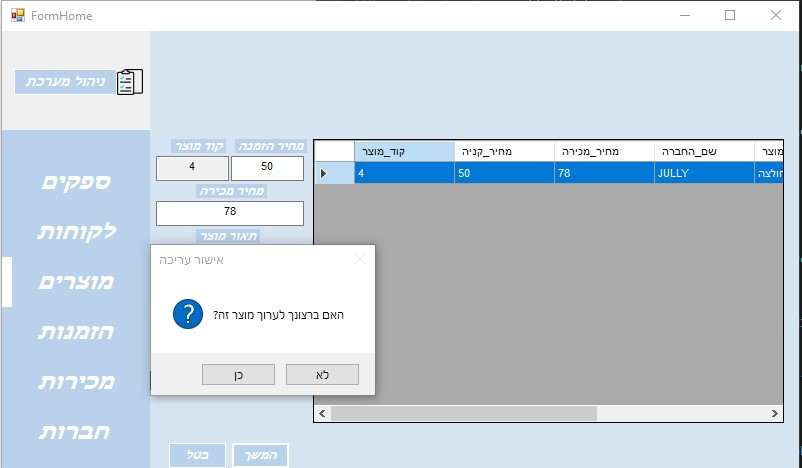 FormHome
ניהול מערכת
ספקים
לקוחות
מוצרים
הזמנות
מכירות
חברות
מחיר הזמנה
קוד מוצר
50
4
מחיר מכירה
78
תאור מוצר
קוד_מוצר
מחיר_קניה
מחיר_מכירה
שם_החברה
מוצר
4
50
78
JULLY
חולצה
אישור עריכה
האם ברצונך לערוך מוצר זה?
כן
לא
המשך
בטל